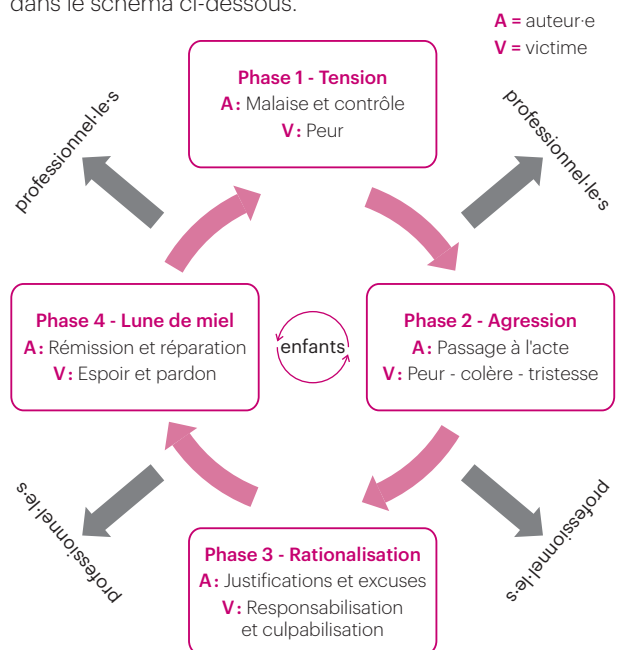 dans le schéma ci-dessous.
A = auteur·e
V = victime
Phase 1 - Tension
A : Malaise et contrôle
V : Peur
professionnel·le·s
professionnel·le·s
Phase 4 - Lune de miel
A : Rémission et réparation
V : Espoir et pardon
enfants
Phase 2 - Agression
A : Passage à l'acte
V : Peur - colère - tristesse
professionnel·le·s
professionnel·le·s
Phase 3 - Rationalisation
A : Justifications et excuses
V : Responsabilisation
et culpabilisation